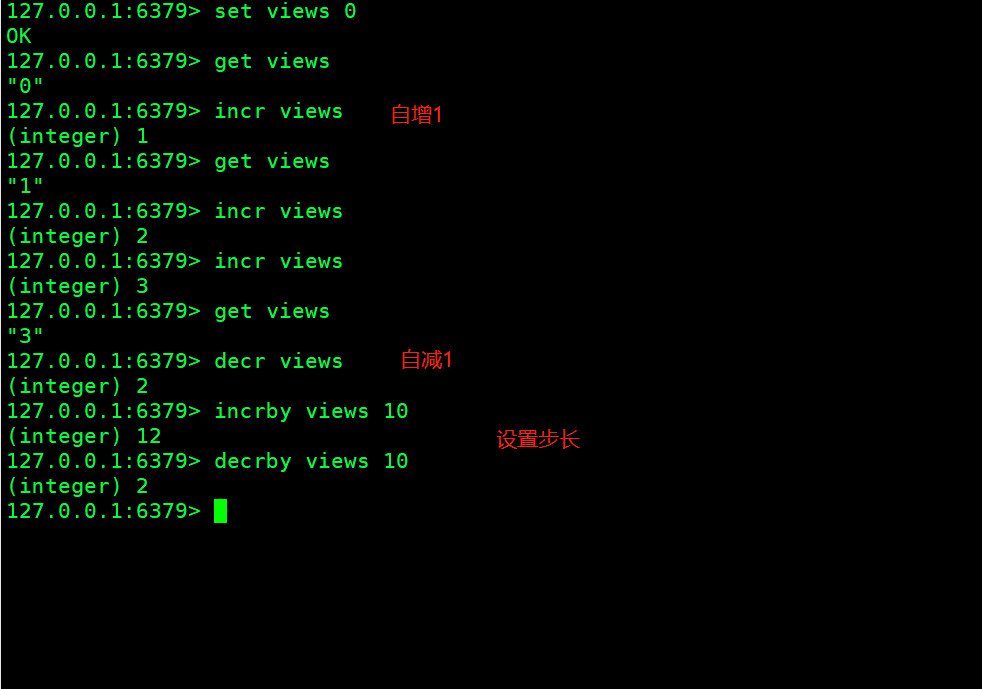 127.0.0.1:6379> set views 0
OK
127.0.0.1:6379> get views
"0"
127.0.0.1:6379> incr views 自增1
(integer) 1
127.0.0.1:6379> get views
"1"
127.0.0.1:6379> incr views
(integer) 2
127.0.0.1:6379> incr views
(integer) 3
127.0.0.1:6379> get views
"3"
127.0.0.1:6379> decr views 自减1
(integer) 2
127.0.0.1:6379> incrby views 10
(integer) 12 设置步长
127.0.0.1:6379> decrby views 10
(integer) 2
127.0.0.1:6379>